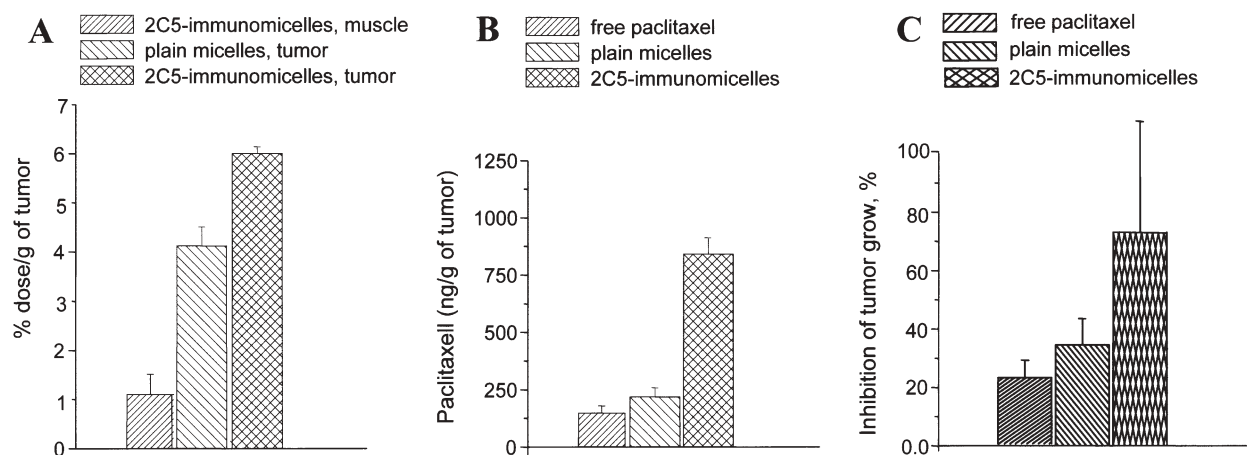 A
2C5-immunomicelles, muscle
plain micelles, tumor
2C5-immunomicelles, tumor
% dose/g of tumor
7
6
5
4
3
2
1
0
B
free paclitaxel
plain micelles
2C5-immunomicelles
Paclitaxell (ng/g of tumor)
1250
1000
750
500
250
0
C
free paclitaxel
plain micelles
2C5-immunomicelles
Inhibition of tumor grow, %
100
80
60
40
20
0.0